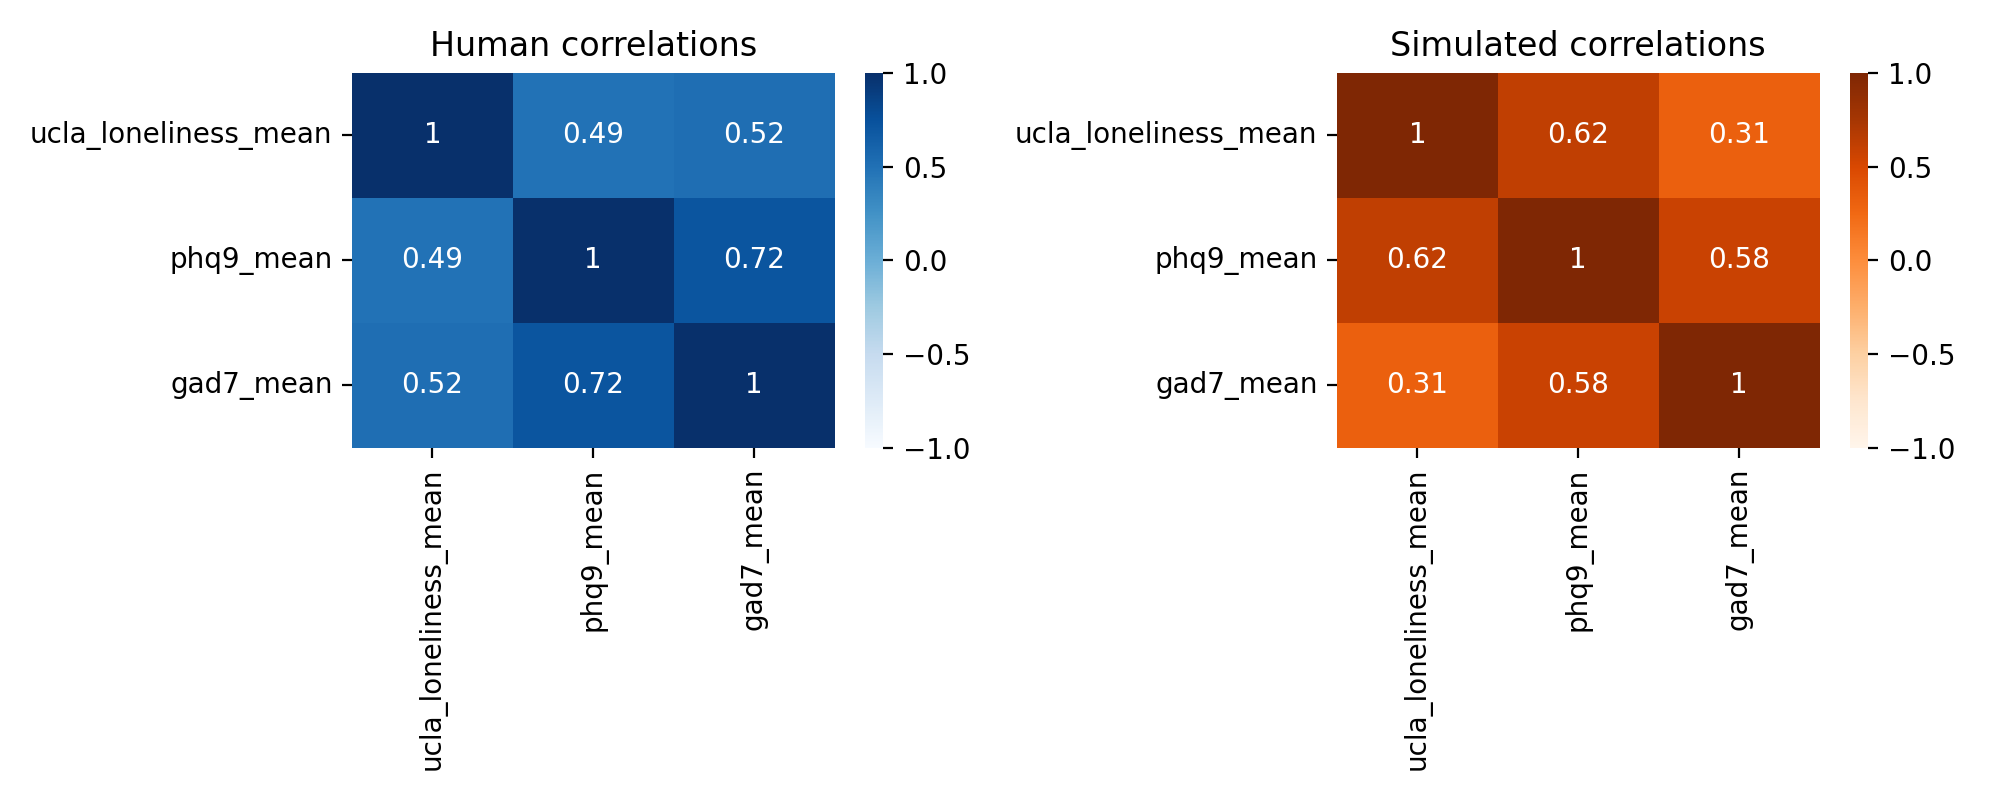 Human correlations
ucla_loneliness_mean 1 0.49 0.52
phq9_mean 0.49 1 0.72
gad7_mean 0.52 0.72 1
ucla_loneliness_mean
phq9_mean
gad7_mean
1.0
0.5
0.0
−0.5
−1.0
Simulated correlations
ucla_loneliness_mean 1 0.62 0.31
phq9_mean 0.62 1 0.58
gad7_mean 0.31 0.58 1
ucla_loneliness_mean
phq9_mean
gad7_mean
1.0
0.5
0.0
−0.5
−1.0